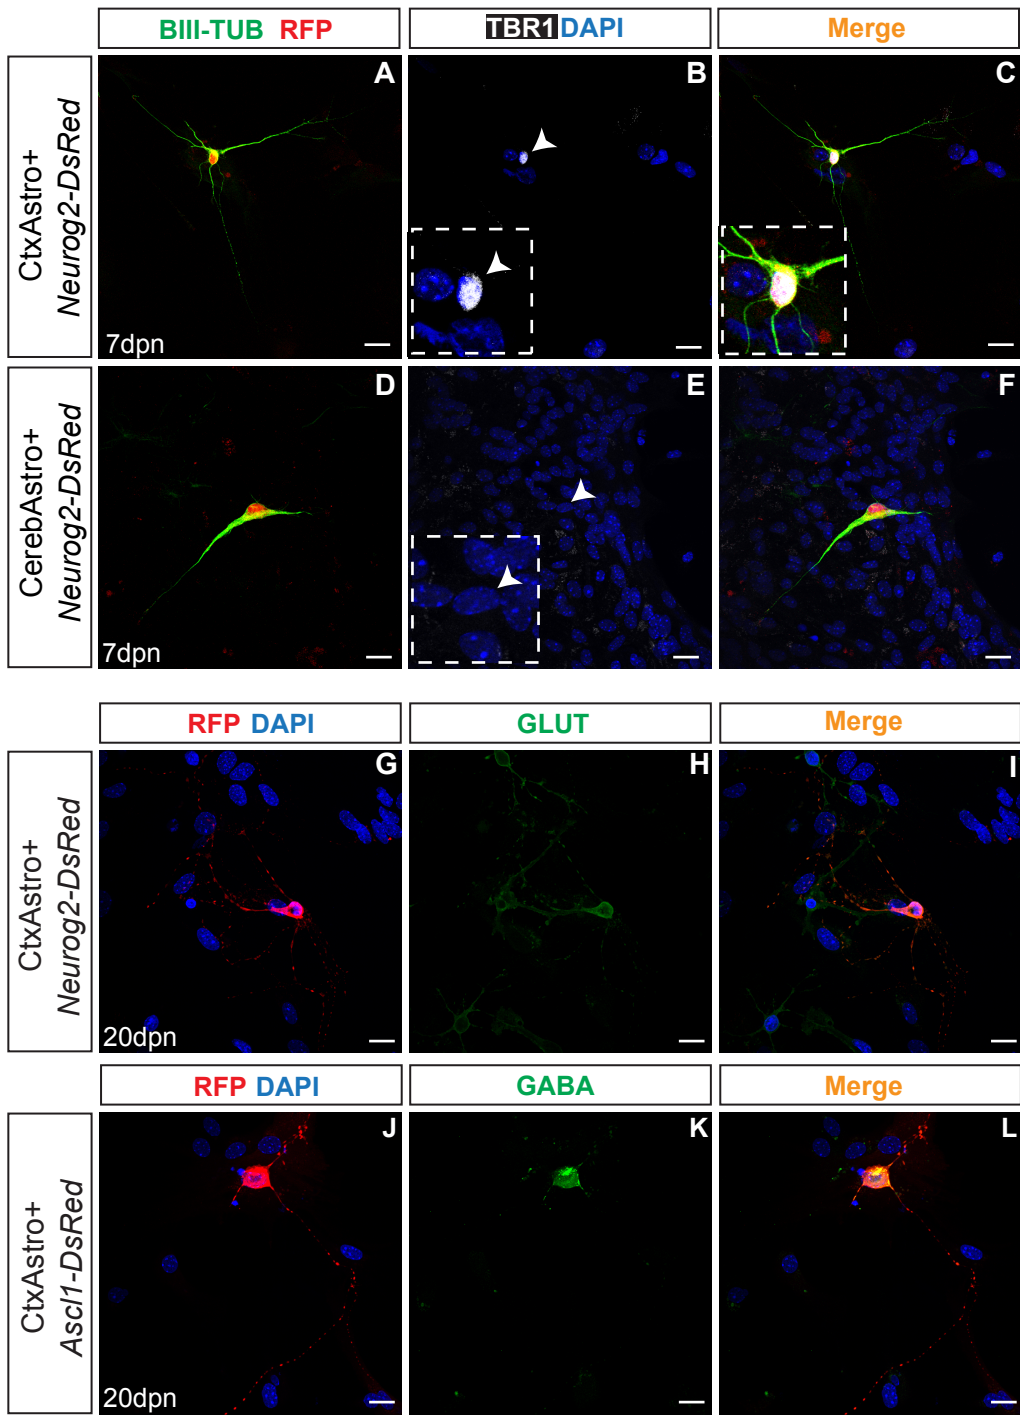 BIII-TUB RFP
TBR1 DAPI
Merge
CtxAstro+
Neurog2-DsRed
A
B
C
7dpn
CerebAstro+
Neurog2-DsRed
D
E
F
7dpn
RFP DAPI
GLUT
Merge
CtxAstro+
Neurog2-DsRed
G
H
I
20dpn
RFP DAPI
GABA
Merge
CtxAstro+
Ascl1-DsRed
J
K
L
20dpn